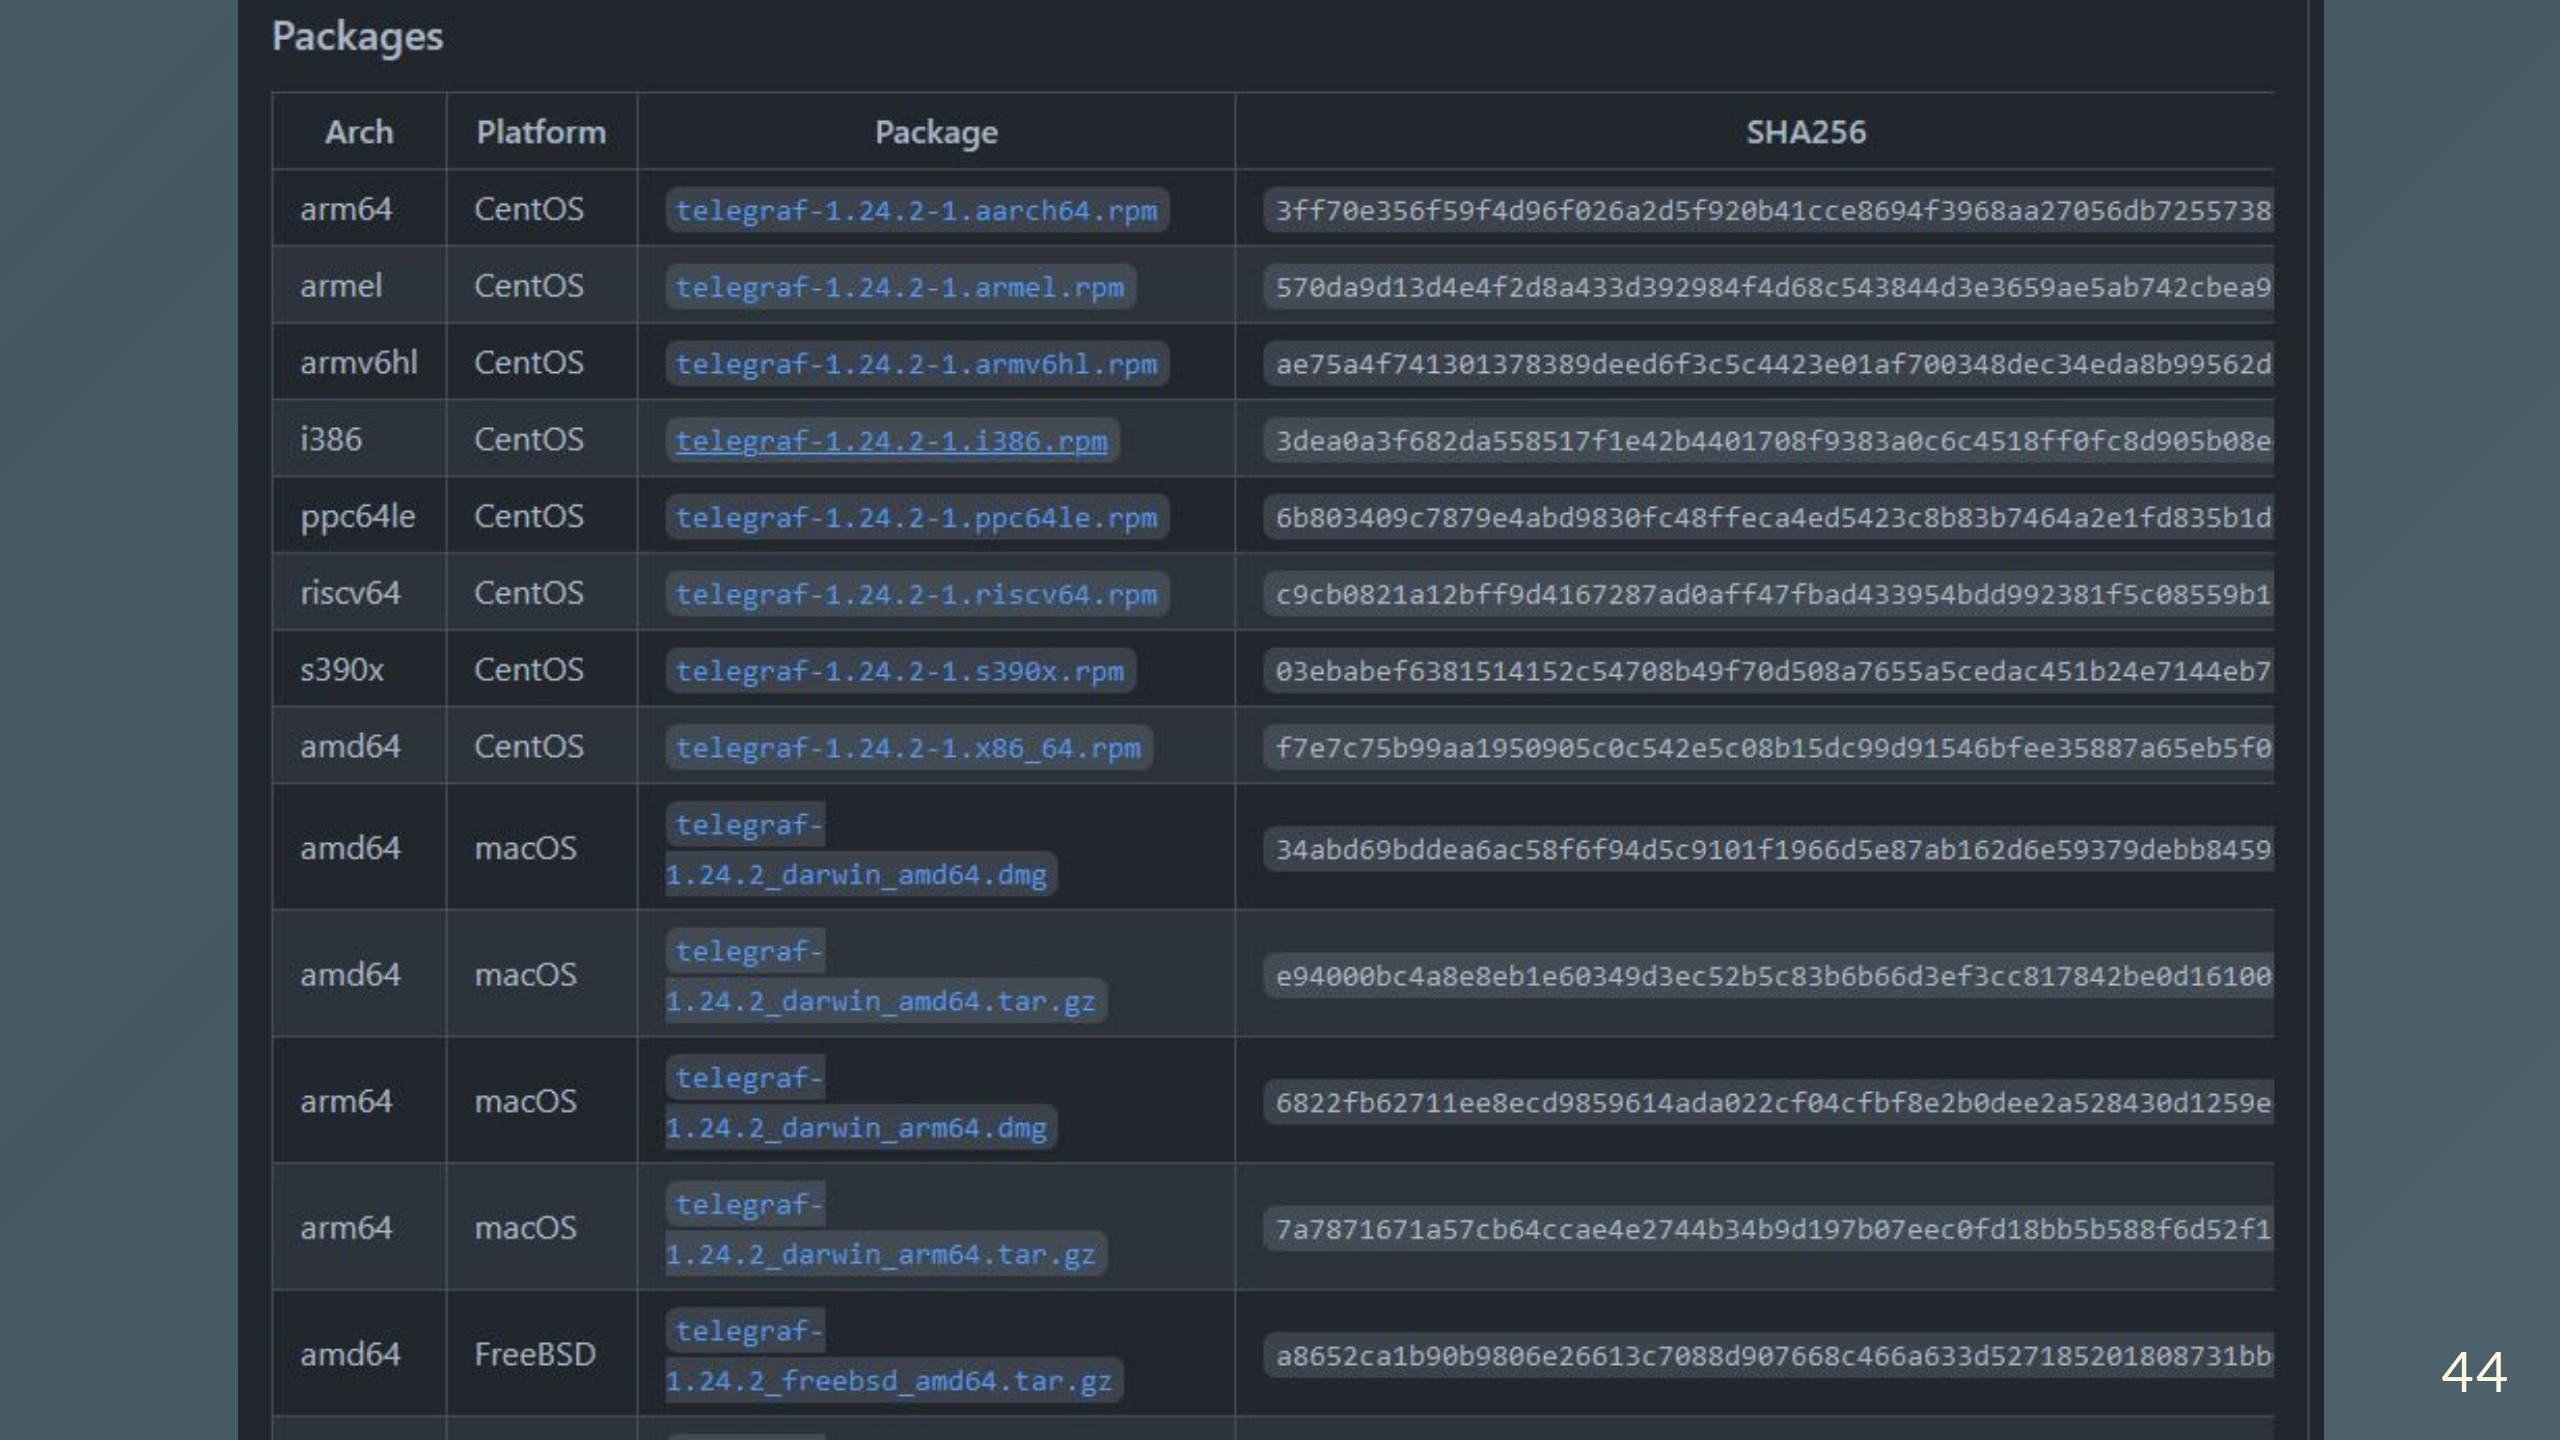 Packages
Arch Platform Package SHA256
arm64 CentOS telegraf-1.24.2-1.aarch64.rpm 3ff70e356f59f4d96f026a2d5f920b41cce8694f3968aa27056db7255738
armel CentOS telegraf-1.24.2-1.armel.rpm 570da9d13d4e4f2d8a433d392984f4d68c543844d3e3659ae5ab742cbea9
armv6hl CentOS telegraf-1.24.2-1.armv6hl.rpm ae75a4f741301378389deed6f3c5c4423e01af700348dec34eda8b99562d
i386 CentOS telegraf-1.24.2-1.i386.rpm 3dea0a3f682da558517f1e42b4401708f9383a0c6c4518ff0fc8d905b08e
ppc64le CentOS telegraf-1.24.2-1.ppc64le.rpm 6b803409c7879e4abd9830fc48ffeca4ed5423c8b83b7464a2e1fd835b1d
riscv64 CentOS telegraf-1.24.2-1.riscv64.rpm c9cb0821a12bff9d4167287ad0aff47fbad433954bdd992381f5c08559b1
s390x CentOS telegraf-1.24.2-1.s390x.rpm 03ebabef6381514152c54708b49f70d508a7655a5cedac451b24e7144eb7
amd64 CentOS telegraf-1.24.2-1.x86_64.rpm f7e7c75b99aa1950905c0c542e5c08b15dc99d91546bfee35887a65eb5f0
amd64 macOS telegraf-
1.24.2_darwin_amd64.dmg 34abd69bddea6ac58f6f94d5c9101f1966d5e87ab162d6e59379debb8459
amd64 macOS telegraf-
1.24.2_darwin_amd64.tar.gz e94000bc4a8e8eb1e60349d3ec52b5c83b6b66d3ef3cc817842be0d16100
arm64 macOS telegraf-
1.24.2_darwin_arm64.dmg 6822fb62711ee8ecd9859614ada022cf04cfbf8e2b0dee2a528430d1259e
arm64 macOS telegraf-
1.24.2_darwin_arm64.tar.gz 7a7871671a57cb64ccae4e2744b34b9d197b07eec0fd18bb5b588f6d52f1
amd64 FreeBSD telegraf-
1.24.2_freebsd_amd64.tar.gz a8652ca1b90b9806e26613c7088d907668c466a633d527185201808731bb
44